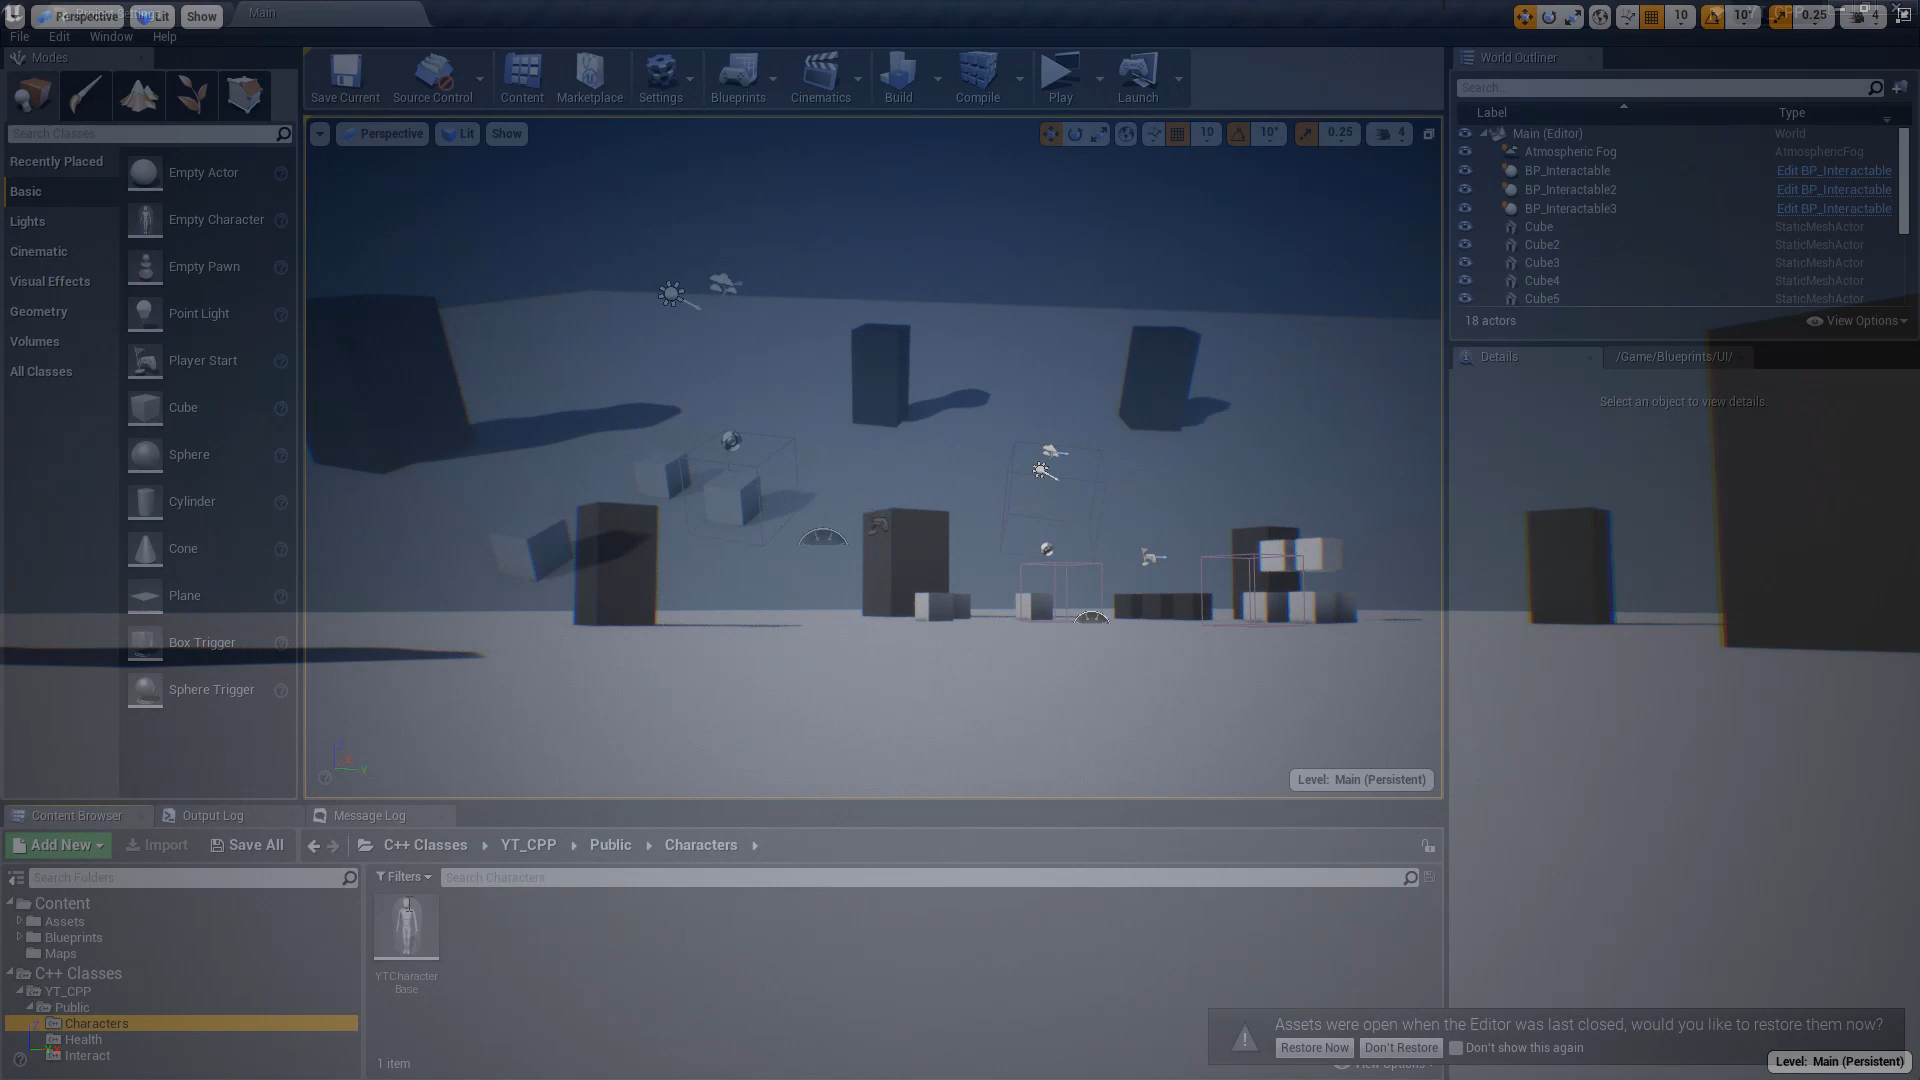 Perspective Lit Show Main 10 10° 0.25 4
File Edit Window Help
Modes
Save Current Source Control Content Marketplace Settings Blueprints Cinematics Build Compile Play Launch
Search Classes
Recently Placed
Basic
Lights
Cinematic
Visual Effects
Geometry
Volumes
All Classes
Empty Actor
Empty Character
Empty Pawn
Point Light
Player Start
Cube
Sphere
Cylinder
Cone
Plane
Box Trigger
Sphere Trigger
Perspective Lit Show 10 10° 0.25 4
Level: Main (Persistent)
World Outliner
Search...
Label Type
Main (Editor) World
Atmospheric Fog AtmosphericFog
BP_Interactable Edit BP_Interactable
BP_Interactable2 Edit BP_Interactable
BP_Interactable3 Edit BP_Interactable
Cube StaticMeshActor
Cube2 StaticMeshActor
Cube3 StaticMeshActor
Cube4 StaticMeshActor
Cube5 StaticMeshActor
18 actors View Options
Details /Game/Blueprints/UI/
Select an object to view details.
Content Browser Output Log Message Log
Add New Import Save All C++ Classes YT_CPP Public Characters
Search Folders
Filters Search Characters
Content
Assets
Blueprints
Maps
C++ Classes
YT_CPP
Public
Characters
Health
Interact
YTCharacter
Base
1 item View Options
Assets were open when the Editor was last closed, would you like to restore them now?
Restore Now Don't Restore Don't show this again
Level: Main (Persistent)